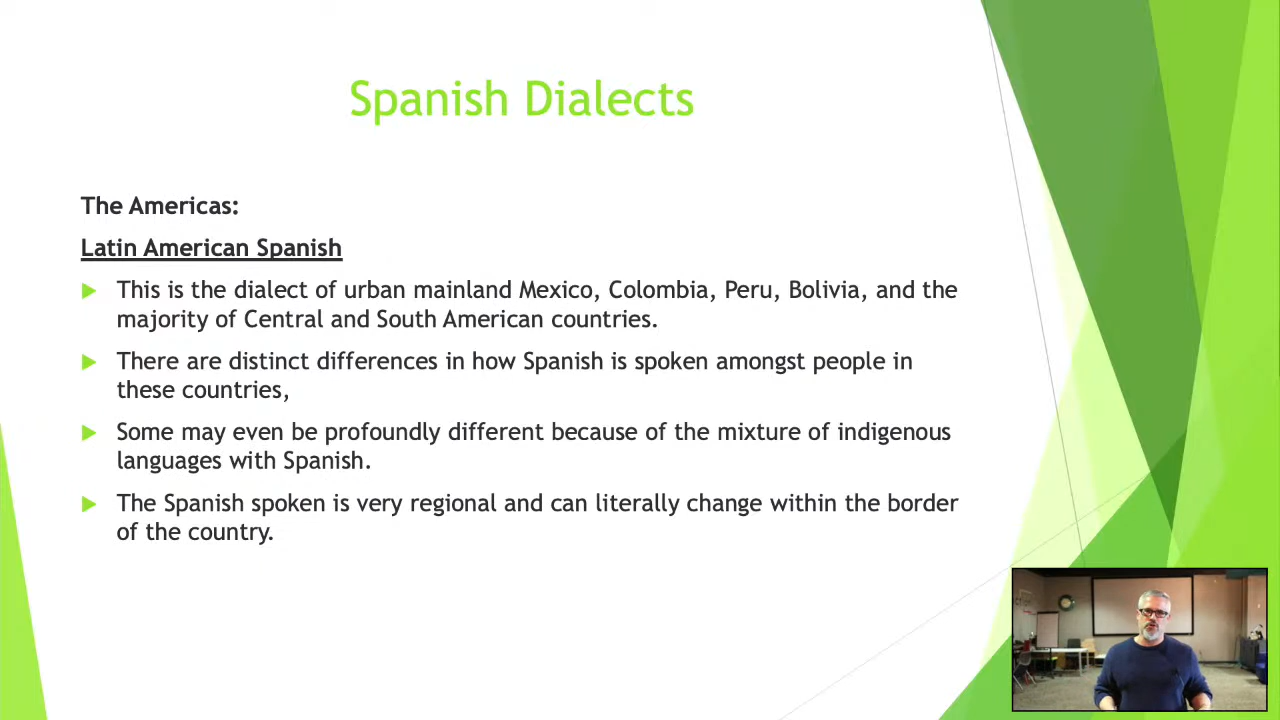 Spanish Dialects
The Americas:
Latin American Spanish
This is the dialect of urban mainland Mexico, Colombia, Peru, Bolivia, and the
majority of Central and South American countries.
There are distinct differences in how Spanish is spoken amongst people in
these countries,
Some may even be profoundly different because of the mixture of indigenous
languages with Spanish.
The Spanish spoken is very regional and can literally change within the border
of the country.